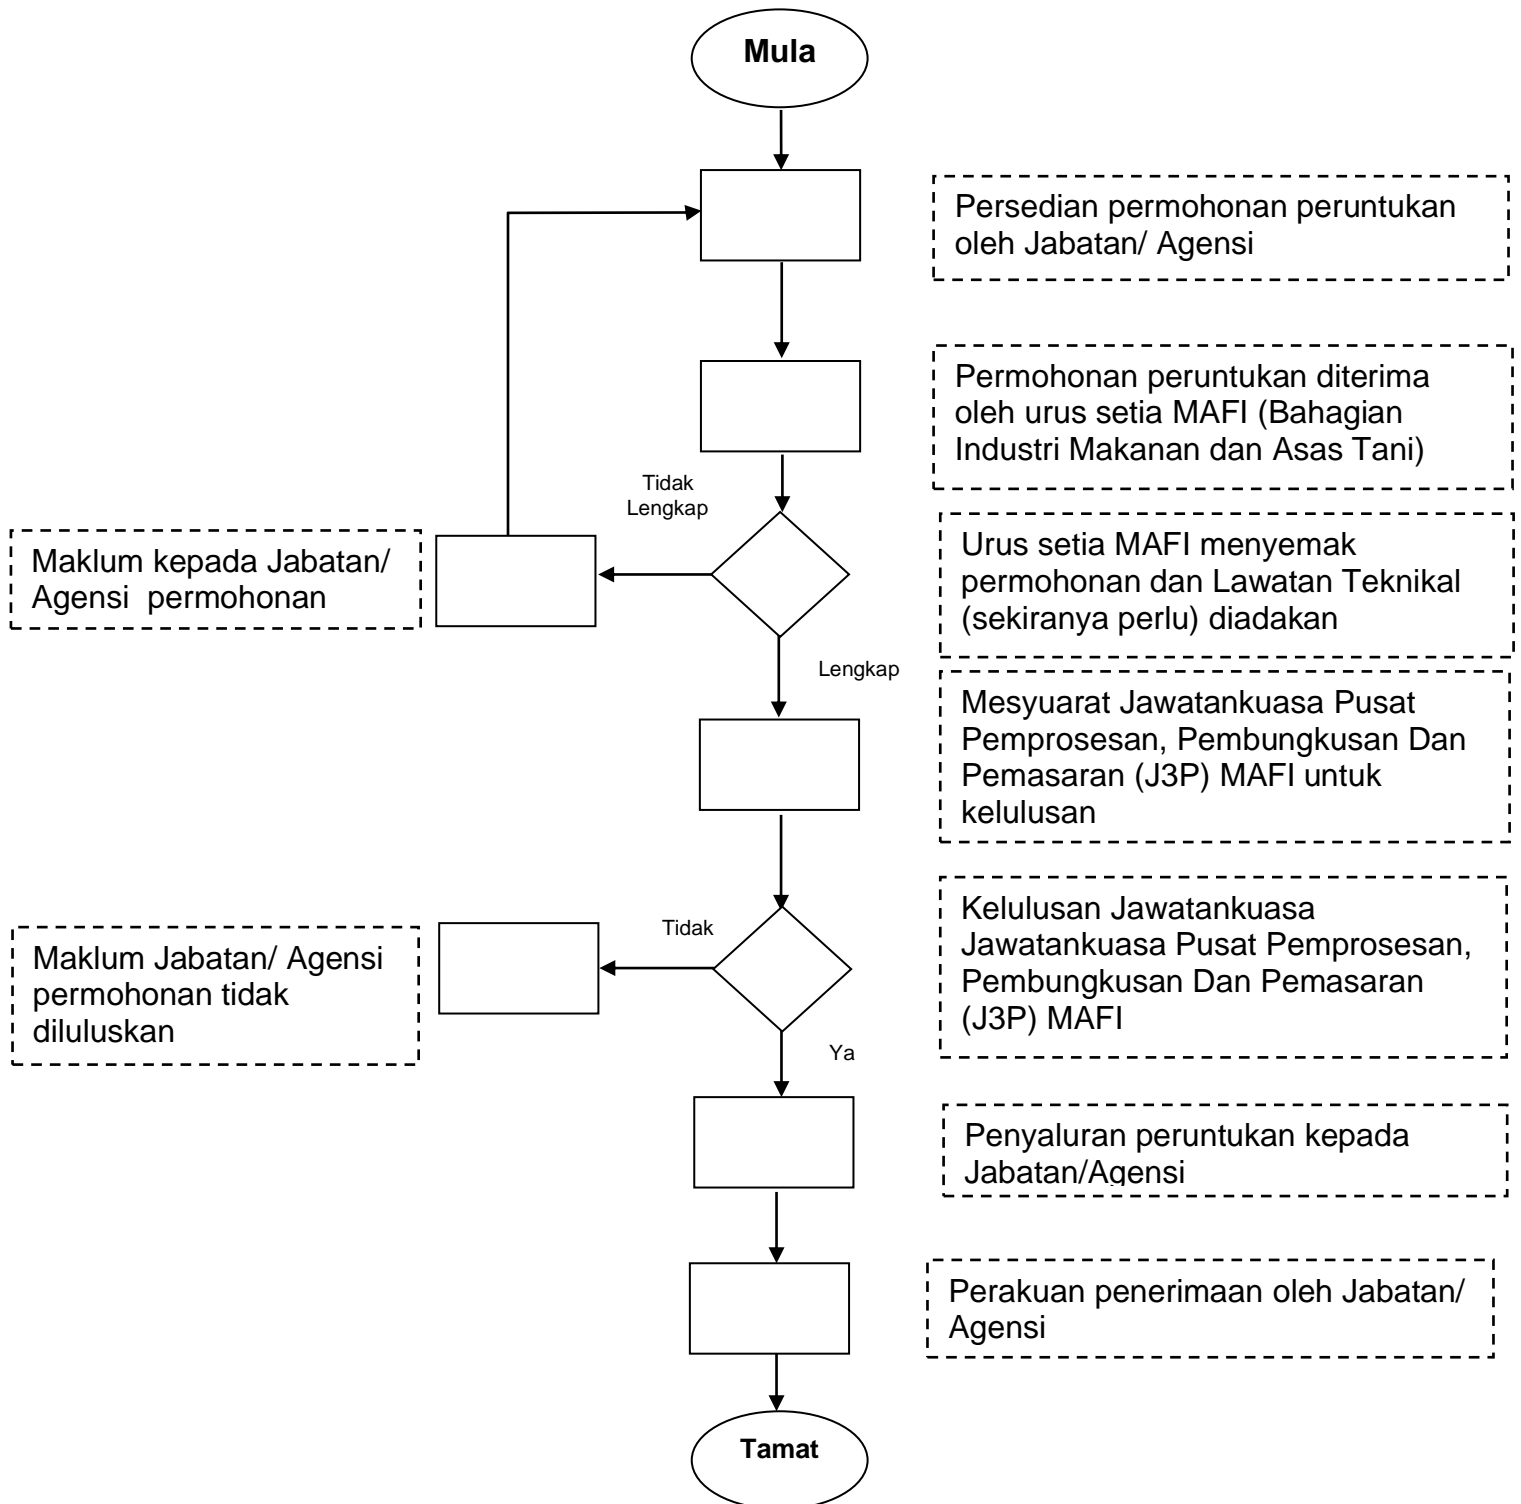 Mula
Persedian permohonan peruntukan
oleh Jabatan/ Agensi
Permohonan peruntukan diterima
oleh urus setia MAFI (Bahagian
Industri Makanan dan Asas Tani)
Tidak
Lengkap
Maklum kepada Jabatan/
Agensi permohonan
Urus setia MAFI menyemak
permohonan dan Lawatan Teknikal
(sekiranya perlu) diadakan
Lengkap
Mesyuarat Jawatankuasa Pusat
Pemprosesan, Pembungkusan Dan
Pemasaran (J3P) MAFI untuk
kelulusan
Tidak
Maklum Jabatan/ Agensi
permohonan tidak
diluluskan
Kelulusan Jawatankuasa
Jawatankuasa Pusat Pemprosesan,
Pembungkusan Dan Pemasaran
(J3P) MAFI
Ya
Penyaluran peruntukan kepada
Jabatan/Agensi
Perakuan penerimaan oleh Jabatan/
Agensi
Tamat